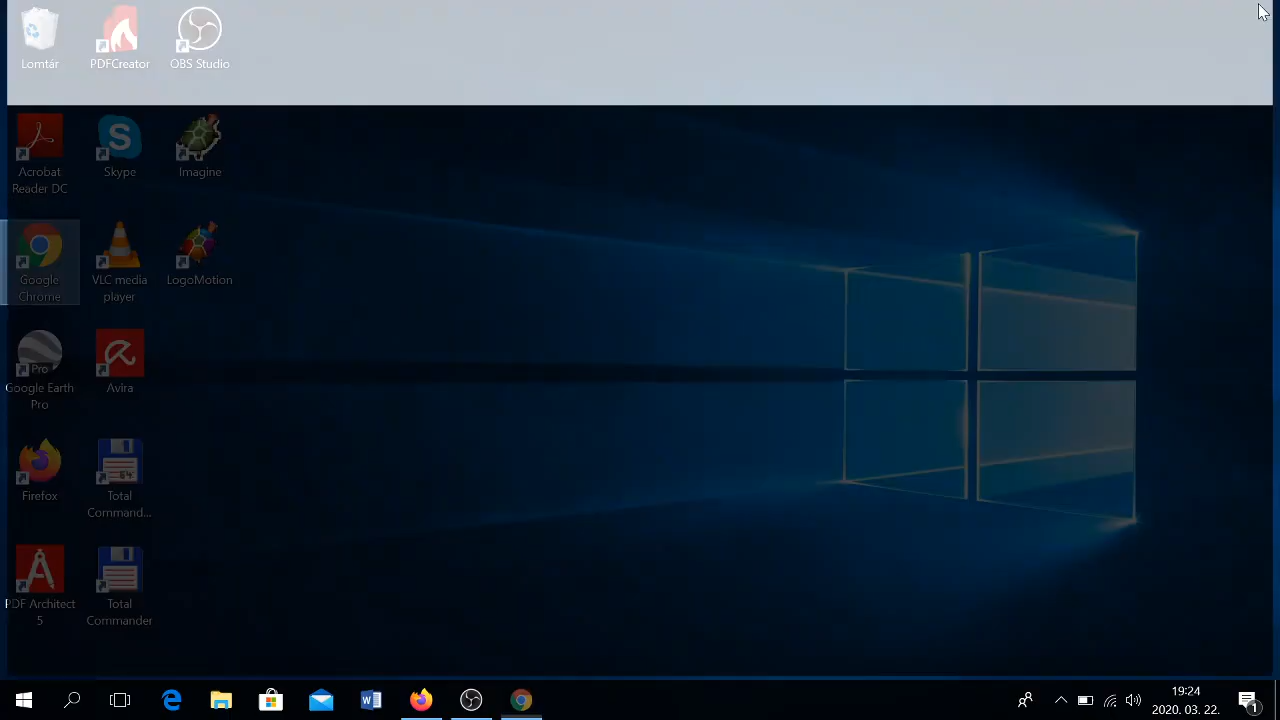 Lomtár
PDFCreator
OBS Studio
Acrobat
Reader DC
Skype
Imagine
Google
Chrome
VLC media
player
LogoMotion
Pro
Google Earth
Pro
Avira
Firefox
64
Total
Command...
PDF Architect
5
Total
Commander
19:24
2020. 03. 22.
1